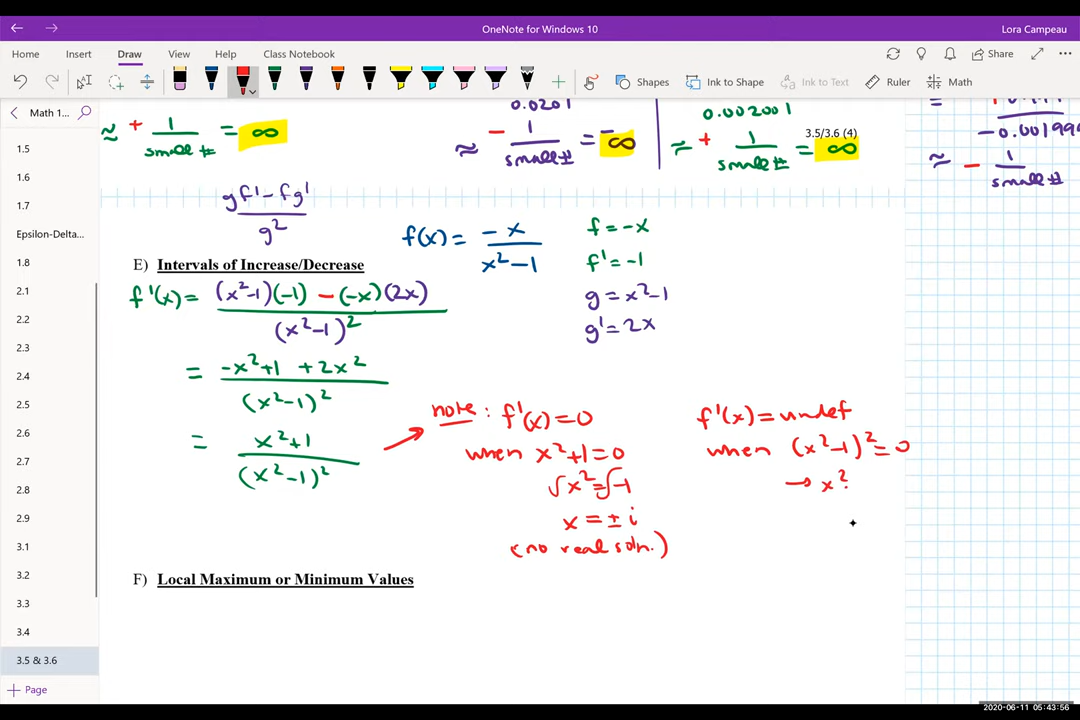 OneNote for Windows 10
Lora Campeau
Home Insert Draw View Help Class Notebook
Share
Shapes Ink to Shape Ink to Text Ruler Math
Math 1...
1.5
1.6
1.7
Epsilon-Delta...
1.8
2.1
2.2
2.3
2.4
2.5
2.6
2.7
2.8
2.9
3.1
3.2
3.3
3.4
3.5 & 3.6
Page
≈ + 1/small # = ∞
0.0201
≈ - 1/small # = -∞
0.002001
≈ + 1/small # = ∞
3.5/3.6 (4)
-0.00199
≈ - 1/small #
gf' - fg' / g²
f(x) = -x / x²-1
f = -x
f' = -1
g = x²-1
g' = 2x
E) Intervals of Increase/Decrease
f'(x) = (x²-1)(-1) - (-x)(2x) / (x²-1)²
= -x²+1 +2x² / (x²-1)²
= x²+1 / (x²-1)²
note: f'(x) = 0
when x²+1=0
√x² = √-1
x = ± i
(no real soln.)
f'(x) = undef
when (x²-1)² = 0
→ x²
F) Local Maximum or Minimum Values
2020-06-11 05:43:56